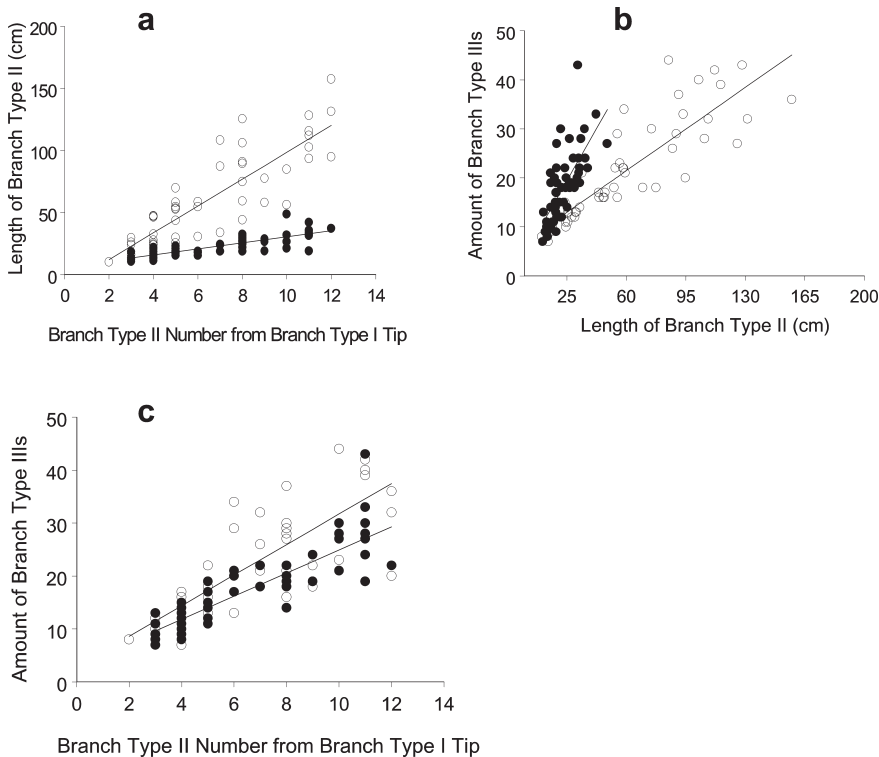 a
Length of Branch Type II (cm)
200
150
100
50
0
0 2 4 6 8 10 12 14
Branch Type II Number from Branch Type I Tip
b
Amount of Branch Type IIIs
50
40
30
20
10
0
25 60 95 130 165 200
Length of Branch Type II (cm)
c
Amount of Branch Type IIIs
50
40
30
20
10
0
0 2 4 6 8 10 12 14
Branch Type II Number from Branch Type I Tip